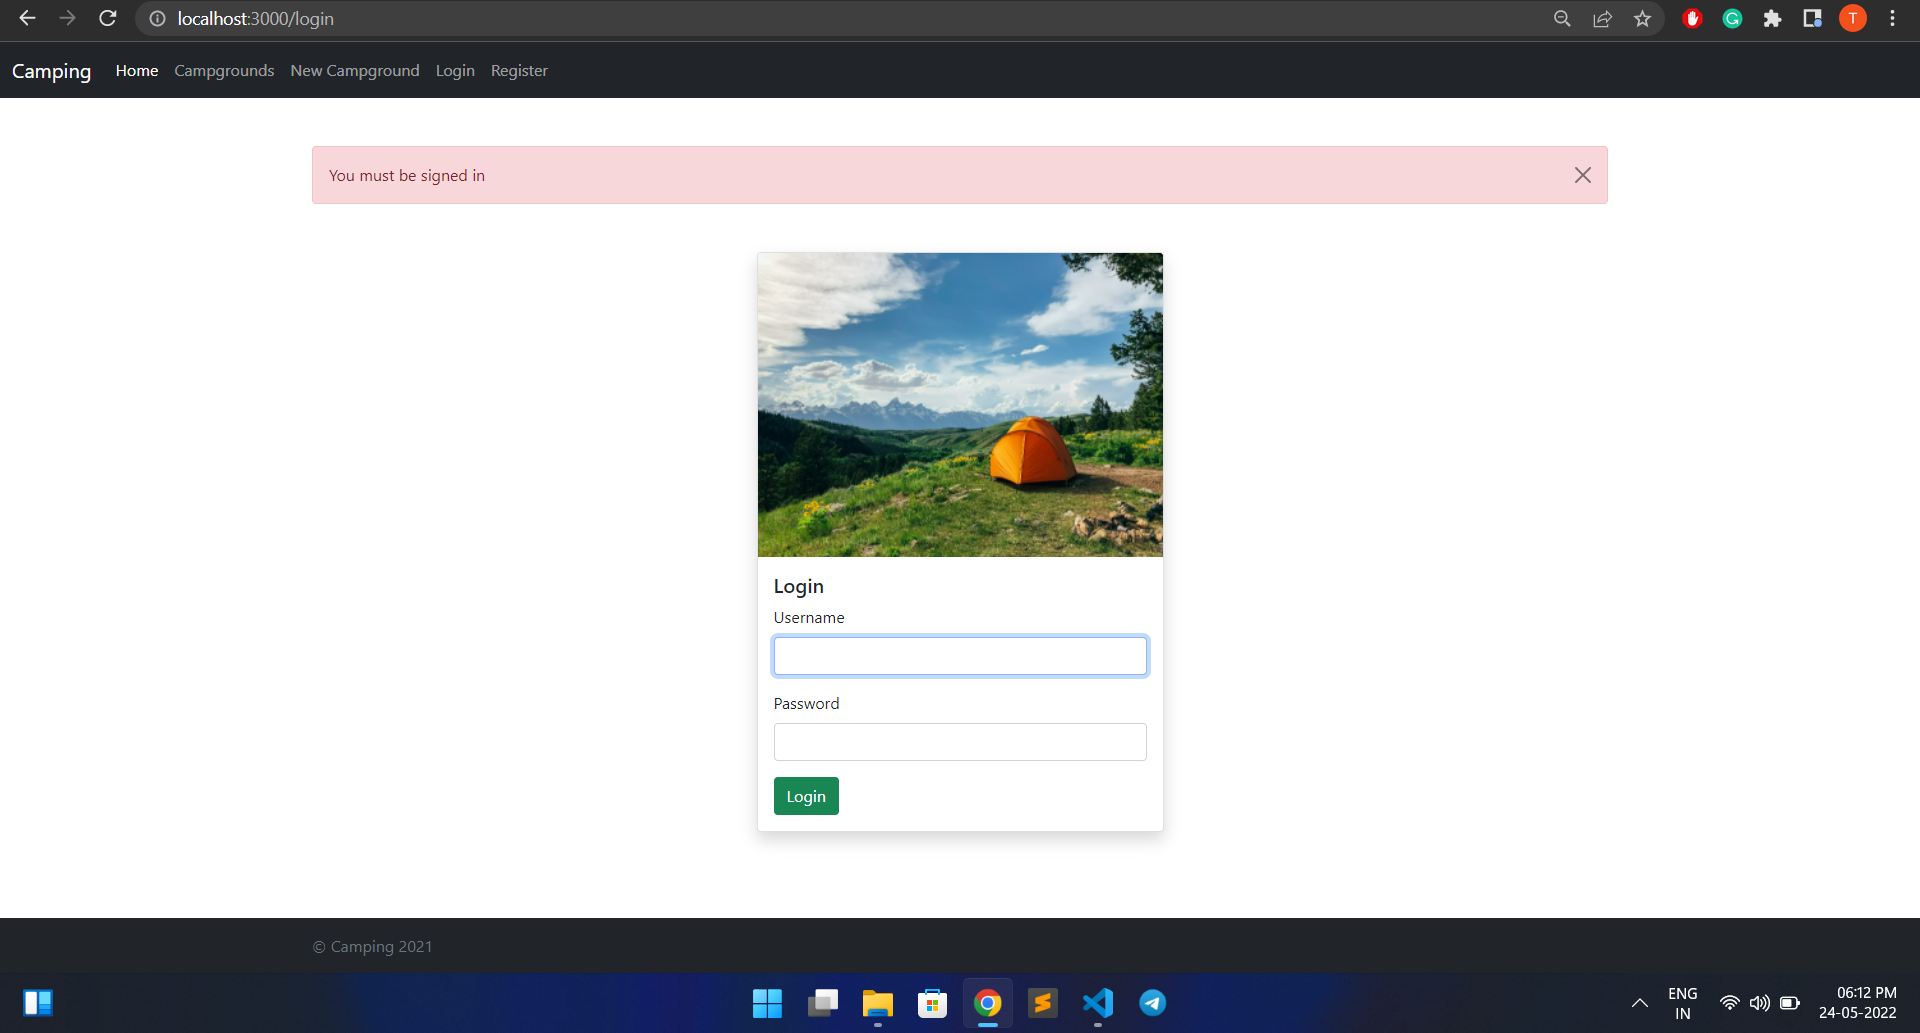 localhost:3000/login
T
Camping Home Campgrounds New Campground Login Register
You must be signed in
Login
Username
Password
Login
© Camping 2021
ENG
IN
06:12 PM
24-05-2022